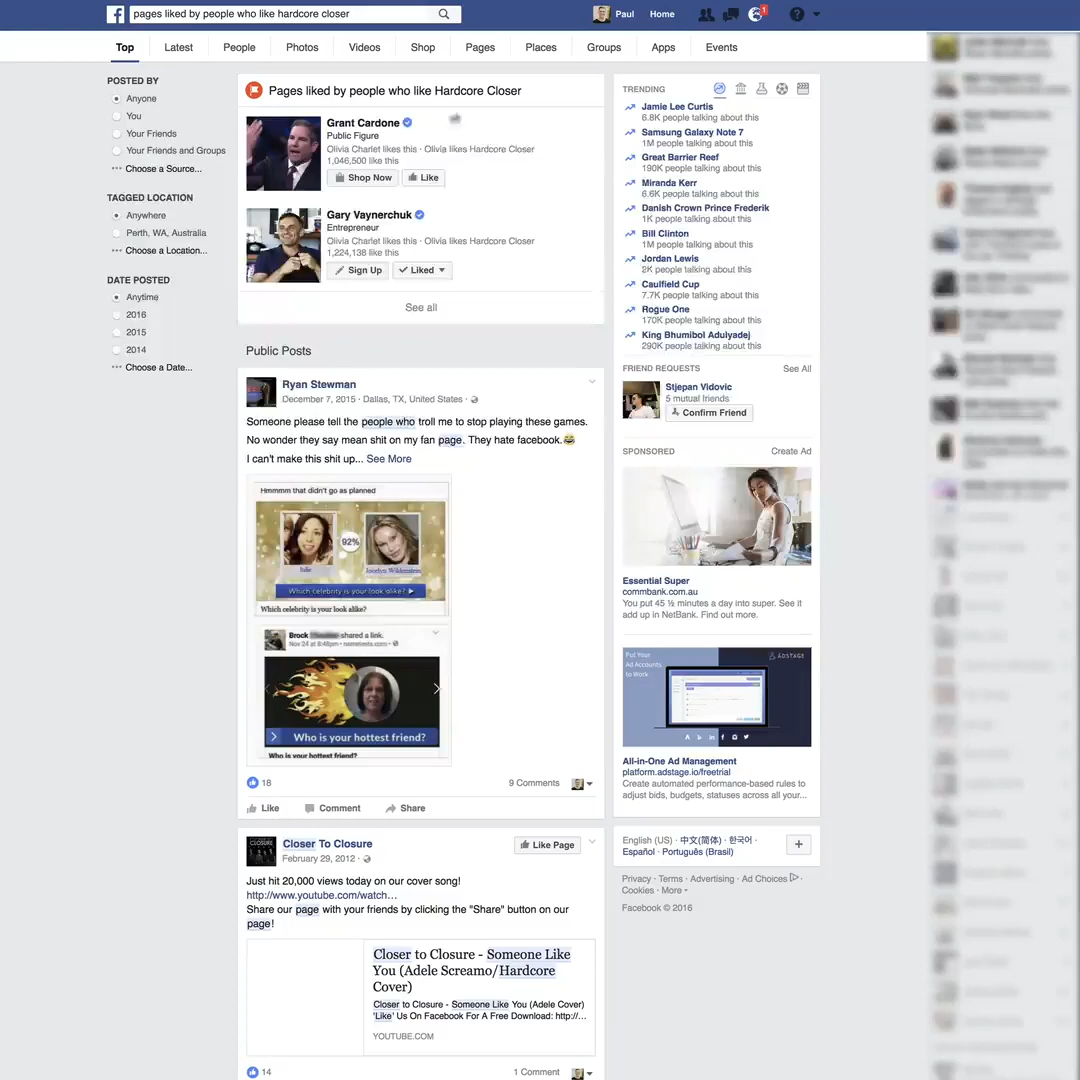 pages liked by people who like hardcore closer
Paul
Home
1
?
Top
Latest
People
Photos
Videos
Shop
Pages
Places
Groups
Apps
Events
POSTED BY
Anyone
You
Your Friends
Your Friends and Groups
Choose a Source...
TAGGED LOCATION
Anywhere
Perth, WA, Australia
Choose a Location...
DATE POSTED
Anytime
2016
2015
2014
Choose a Date...
Pages liked by people who like Hardcore Closer
Grant Cardone
Public Figure
Olivia Charlet likes this · Olivia likes Hardcore Closer
1,046,500 like this
Shop Now
Like
Gary Vaynerchuk
Entrepreneur
Olivia Charlet likes this · Olivia likes Hardcore Closer
1,224,138 like this
Sign Up
Liked
See all
Public Posts
Ryan Stewman
December 7, 2015 · Dallas, TX, United States ·
Someone please tell the people who troll me to stop playing these games.
No wonder they say mean shit on my fan page. They hate facebook.😂
I can't make this shit up... See More
Hmmmm that didn't go as planned
92%
Julie
Jocelyn Wildenstein
Which celebrity is your look alike?
Which celebrity is your look alike?
Brock
shared a link.
Nov 24 at 8:46pm · nametests.com ·
Who is your hottest friend?
Who is your hottest friend?
18
9 Comments
Like
Comment
Share
CLOSURE
Closer To Closure
February 29, 2012 ·
Like Page
Just hit 20,000 views today on our cover song!
http://www.youtube.com/watch...
Share our page with your friends by clicking the "Share" button on our
page!
Closer to Closure - Someone Like
You (Adele Screamo/Hardcore
Cover)
Closer to Closure - Someone Like You (Adele Cover)
'Like' Us On Facebook For A Free Download: http://...
YOUTUBE.COM
14
1 Comment
TRENDING
Jamie Lee Curtis
6.8K people talking about this
Samsung Galaxy Note 7
1M people talking about this
Great Barrier Reef
190K people talking about this
Miranda Kerr
6.6K people talking about this
Danish Crown Prince Frederik
1K people talking about this
Bill Clinton
1M people talking about this
Jordan Lewis
2K people talking about this
Caulfield Cup
7.7K people talking about this
Rogue One
170K people talking about this
King Bhumibol Adulyadej
290K people talking about this
FRIEND REQUESTS
See All
Stjepan Vidovic
5 mutual friends
Confirm Friend
SPONSORED
Create Ad
Essential Super
commbank.com.au
You put 45 ½ minutes a day into super. See it
add up in NetBank. Find out more.
Put Your
Ad Accounts
to Work
ADSTAGE
All-in-One Ad Management
platform.adstage.io/freetrial
Create automated performance-based rules to
adjust bids, budgets, statuses across all your...
English (US) · 中文(简体) · 한국어 ·
Español · Português (Brasil)
+
Privacy · Terms · Advertising · Ad Choices ·
Cookies · More
Facebook © 2016